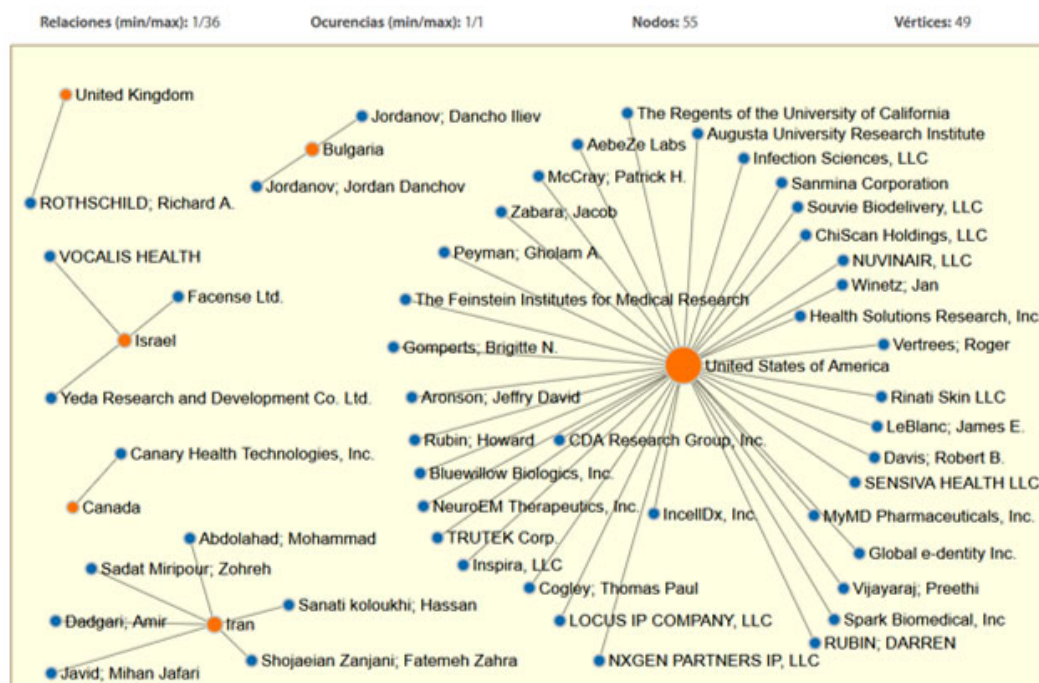 Relaciones (min/max): 1/36
Ocurencias (min/max): 1/1
Nodos: 55
Vértices: 49
United Kingdom
ROTHSCHILD; Richard A.
Jordanov; Dancho Iliev
Bulgaria
Jordanov; Jordan Danchov
VOCALIS HEALTH
Facense Ltd.
Israel
Yeda Research and Development Co. Ltd.
Canary Health Technologies, Inc.
Canada
Abdolahad; Mohammad
Sadat Miripour; Zohreh
Sanati koloukhi; Hassan
Dadgari; Amir
Iran
Shojaeian Zanjani; Fatemeh Zahra
Javid; Mihan Jafari
The Regents of the University of California
Augusta University Research Institute
AebeZe Labs
Infection Sciences, LLC
McCray; Patrick H.
Sanmina Corporation
Zabara; Jacob
Souvie Biodelivery, LLC
ChiScan Holdings, LLC
Peyman; Gholam A.
NUVINAIR, LLC
Winetz; Jan
The Feinstein Institutes for Medical Research
Health Solutions Research, Inc
Gomperts; Brigitte N.
Vertrees; Roger
United States of America
Aronson; Jeffry David
Rinati Skin LLC
LeBlanc; James E.
Rubin; Howard
CDA Research Group, Inc.
Davis; Robert B.
Bluewillow Biologics, Inc.
SENSIVA HEALTH LLC
NeuroEM Therapeutics, Inc.
IncellDx, Inc.
MyMD Pharmaceuticals, Inc.
TRUTEK Corp.
Global e-dentity Inc.
Inspira, LLC
Cogley; Thomas Paul
Vijayaraj; Preethi
LOCUS IP COMPANY, LLC
Spark Biomedical, Inc
RUBIN; DARREN
NXGEN PARTNERS IP, LLC